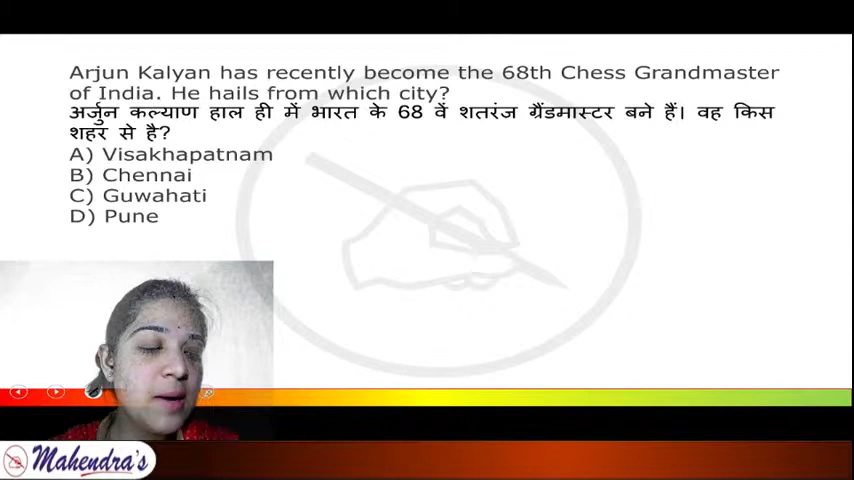 Arjun Kalyan has recently become the 68th Chess Grandmaster
of India. He hails from which city?
अर्जुन कल्याण हाल ही में भारत के 68 वें शतरंज ग्रैंडमास्टर बने हैं। वह किस
शहर से है?
A) Visakhapatnam
B) Chennai
C) Guwahati
D) Pune
Mahendra's